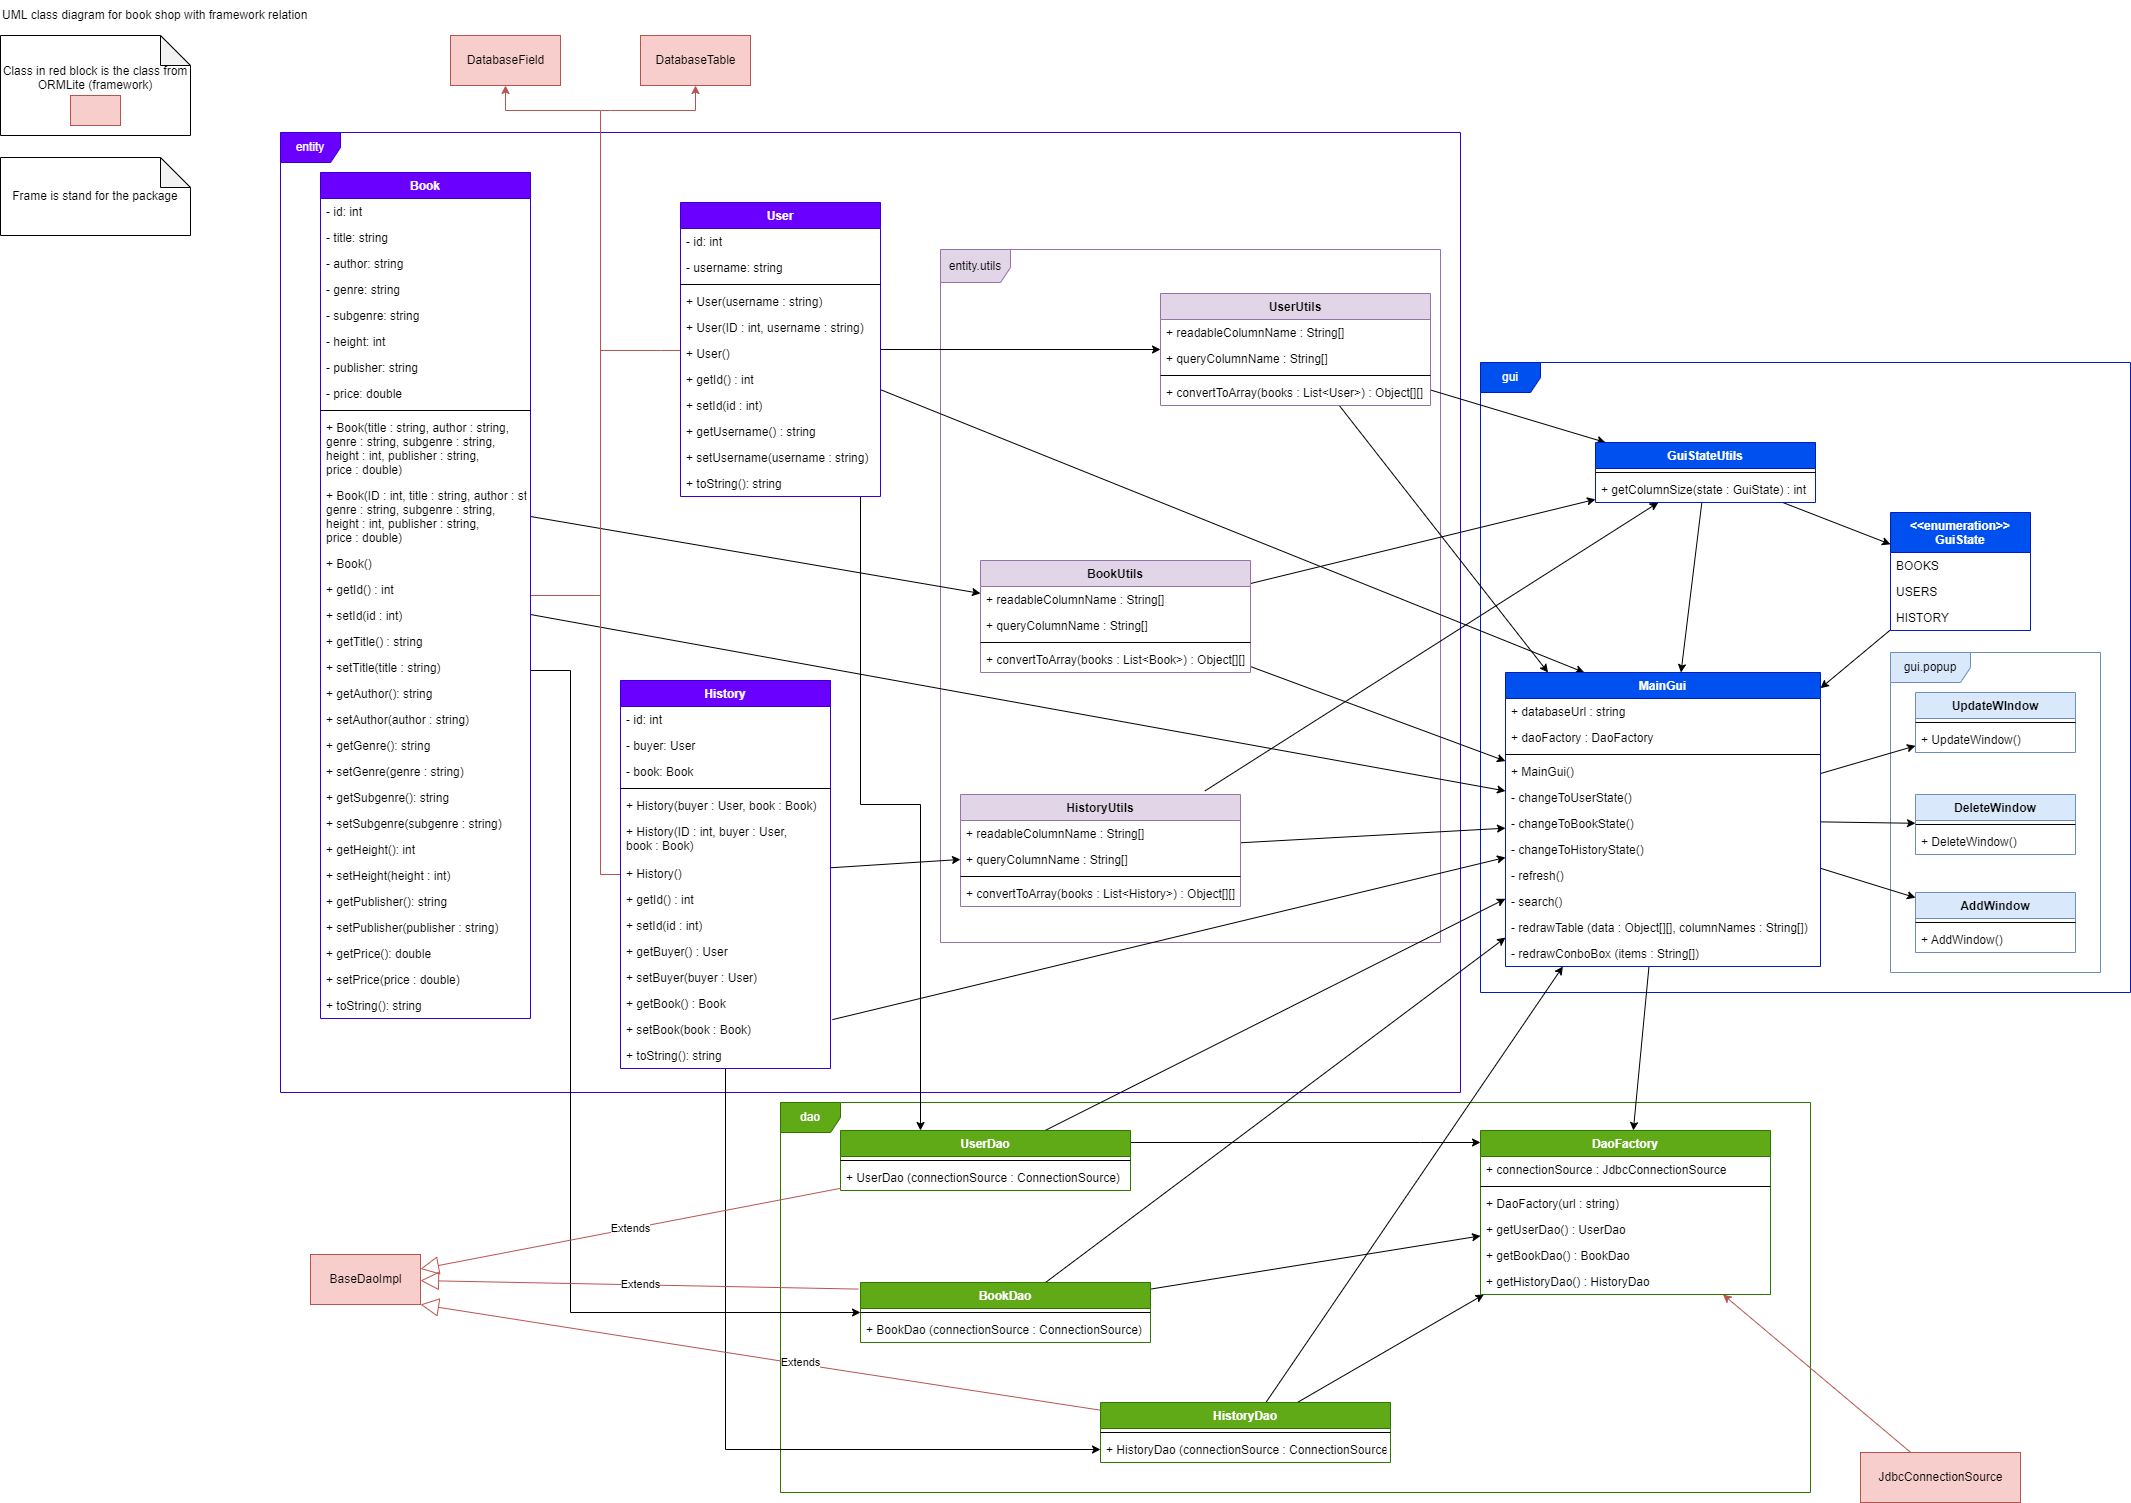 UML class diagram for book shop with framework relation
Class in red block is the class from
ORMLite (framework)
Frame is stand for the package
DatabaseField
DatabaseTable
entity
Book
- id: int
- title: string
- author: string
- genre: string
- subgenre: string
- height: int
- publisher: string
- price: double
+ Book(title : string, author : string,
genre : string, subgenre : string,
height : int, publisher : string,
price : double)
+ Book(ID : int, title : string, author : st
genre : string, subgenre : string,
height : int, publisher : string,
price : double)
+ Book()
+ getId() : int
+ setId(id : int)
+ getTitle() : string
+ setTitle(title : string)
+ getAuthor(): string
+ setAuthor(author : string)
+ getGenre(): string
+ setGenre(genre : string)
+ getSubgenre(): string
+ setSubgenre(subgenre : string)
+ getHeight(): int
+ setHeight(height : int)
+ getPublisher(): string
+ setPublisher(publisher : string)
+ getPrice(): double
+ setPrice(price : double)
+ toString(): string
User
- id: int
- username: string
+ User(username : string)
+ User(ID : int, username : string)
+ User()
+ getId() : int
+ setId(id : int)
+ getUsername() : string
+ setUsername(username : string)
+ toString(): string
History
- id: int
- buyer: User
- book: Book
+ History(buyer : User, book : Book)
+ History(ID : int, buyer : User,
book : Book)
+ History()
+ getId() : int
+ setId(id : int)
+ getBuyer() : User
+ setBuyer(buyer : User)
+ getBook() : Book
+ setBook(book : Book)
+ toString(): string
entity.utils
UserUtils
+ readableColumnName : String[]
+ queryColumnName : String[]
+ convertToArray(books : List<User>) : Object[][]
BookUtils
+ readableColumnName : String[]
+ queryColumnName : String[]
+ convertToArray(books : List<Book>) : Object[][]
HistoryUtils
+ readableColumnName : String[]
+ queryColumnName : String[]
+ convertToArray(books : List<History>) : Object[][]
gui
GuiStateUtils
+ getColumnSize(state : GuiState) : int
<<enumeration>>
GuiState
BOOKS
USERS
HISTORY
MainGui
+ databaseUrl : string
+ daoFactory : DaoFactory
+ MainGui()
- changeToUserState()
- changeToBookState()
- changeToHistoryState()
- refresh()
- search()
- redrawTable (data : Object[][], columnNames : String[])
- redrawConboBox (items : String[])
gui.popup
UpdateWIndow
+ UpdateWindow()
DeleteWindow
+ DeleteWindow()
AddWindow
+ AddWindow()
dao
UserDao
+ UserDao (connectionSource : ConnectionSource)
BookDao
+ BookDao (connectionSource : ConnectionSource)
HistoryDao
+ HistoryDao (connectionSource : ConnectionSource
DaoFactory
+ connectionSource : JdbcConnectionSource
+ DaoFactory(url : string)
+ getUserDao() : UserDao
+ getBookDao() : BookDao
+ getHistoryDao() : HistoryDao
Extends
Extends
Extends
BaseDaoImpl
JdbcConnectionSource